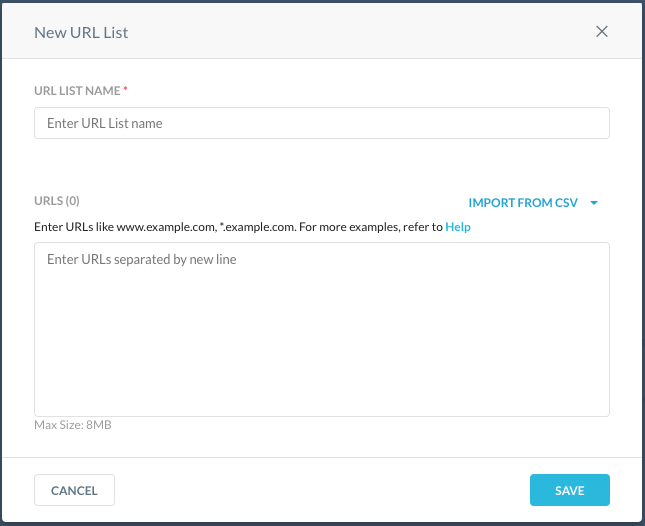 New URL List
URL LIST NAME *
Enter URL List name
URLS (0)
IMPORT FROM CSV
Enter URLs like www.example.com, *.example.com. For more examples, refer to Help
Enter URLs separated by new line
Max Size: 8MB
CANCEL
SAVE